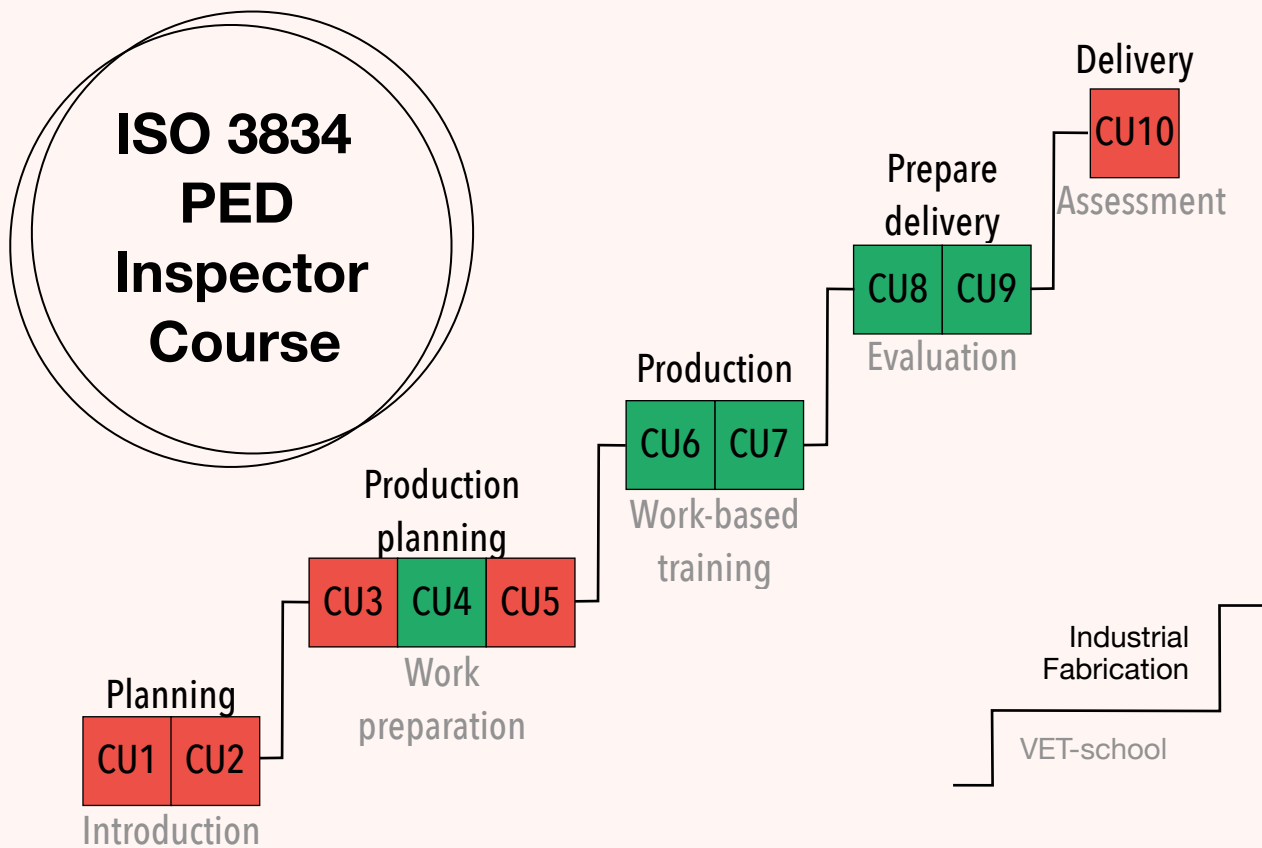 ISO 3834
PED
Inspector
Course
Delivery
CU10
Assessment
Prepare
delivery
CU8 CU9
Evaluation
Production
CU6 CU7
Work-based
training
Production
planning
CU3 CU4 CU5
Work
preparation
Planning
CU1 CU2
Introduction
Industrial
Fabrication
VET-school